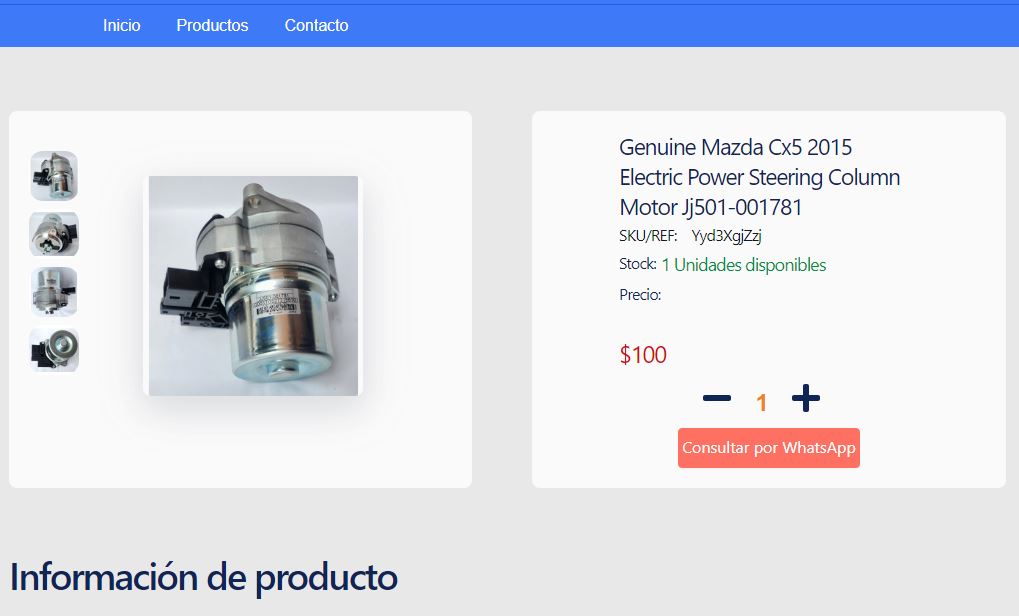 Inicio Productos Contacto
Genuine Mazda Cx5 2015
Electric Power Steering Column
Motor Jj501-001781
SKU/REF: Yyd3XgjZzj
Stock: 1 Unidades disponibles
Precio:
$100
1
Consultar por WhatsApp
Información de producto